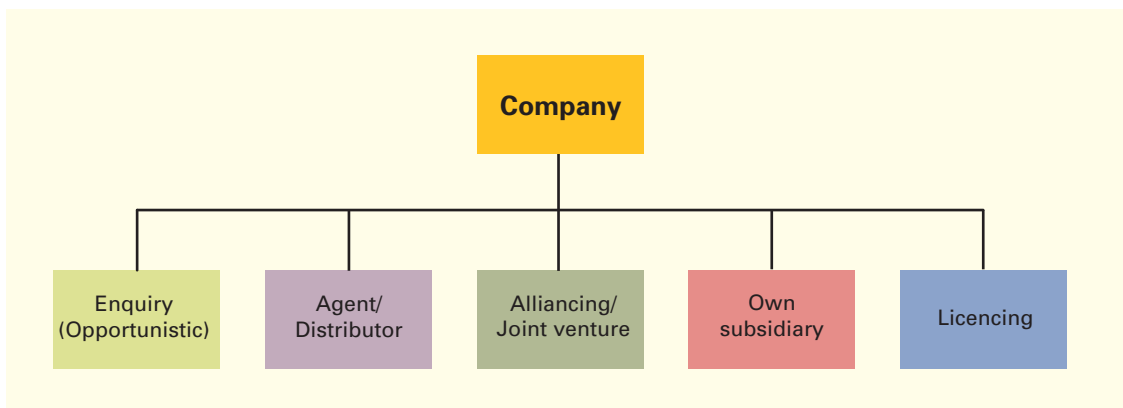 Company
Enquiry
(Opportunistic)
Agent/
Distributor
Alliancing/
Joint venture
Own
subsidiary
Licencing